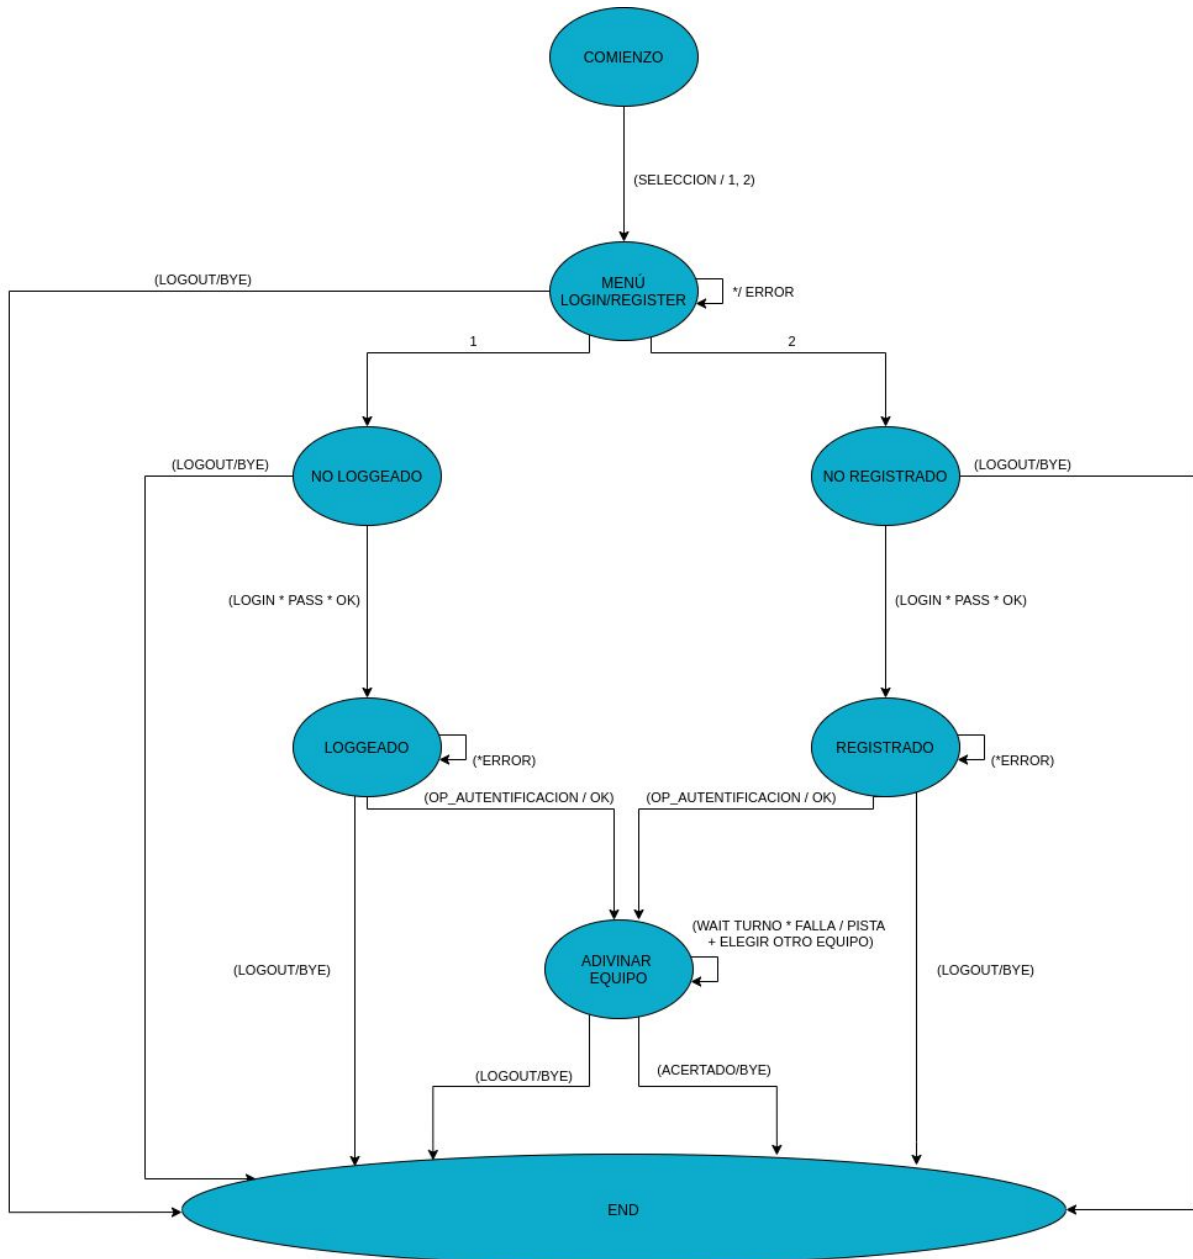 COMIENZO
(SELECCION / 1, 2)
(LOGOUT/BYE)
MENÚ
LOGIN/REGISTER
*/ ERROR
1
2
(LOGOUT/BYE)
NO LOGGEADO
NO REGISTRADO
(LOGOUT/BYE)
(LOGIN * PASS * OK)
(LOGIN * PASS * OK)
LOGGEADO
(*ERROR)
REGISTRADO
(*ERROR)
(OP_AUTENTIFICACION / OK)
(OP_AUTENTIFICACION / OK)
(WAIT TURNO * FALLA / PISTA
+ ELEGIR OTRO EQUIPO)
ADIVINAR
EQUIPO
(LOGOUT/BYE)
(LOGOUT/BYE)
(LOGOUT/BYE)
(ACERTADO/BYE)
END